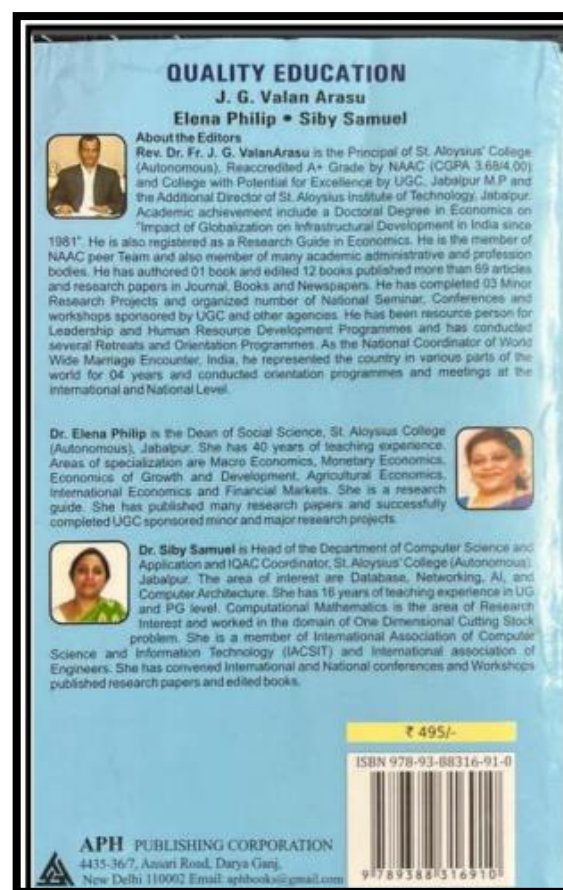 QUALITY EDUCATION
J. G. Valan Arasu
Elena Philip • Siby Samuel
About the Editors
Rev. Dr. Fr. J. G. ValanArasu is the Principal of St. Aloysius' College
(Autonomous), Reaccredited A+ Grade by NAAC (CGPA 3.68/4.00)
and College with Potential for Excellence by UGC, Jabalpur M.P and
the Additional Director of St. Aloysius Institute of Technology, Jabalpur.
Academic achievement include a Doctoral Degree in Economics on
"Impact of Globalization on Infrastructural Development in India since
1981". He is also registered as a Research Guide in Economics. He is the member of
NAAC peer Team and also member of many academic administrative and profession
bodies. He has authored 01 book and edited 12 books published more than 69 articles
and research papers in Journal, Books and Newspapers. He has completed 03 Minor
Research Projects and organized number of National Seminar, Conferences and
workshops sponsored by UGC and other agencies. He has been resource person for
Leadership and Human Resource Development Programmes and has conducted
several Retreats and Orientation Programmes. As the National Coordinator of World
Wide Marriage Encounter, India, he represented the country in various parts of the
world for 04 years and conducted orientation programmes and meetings at the
International and National Level.
Dr. Elena Philip is the Dean of Social Science, St. Aloysius College
(Autonomous), Jabalpur. She has 40 years of teaching experience.
Areas of specialization are Macro Economics, Monetary Economics,
Economics of Growth and Development, Agricultural Economics,
International Economics and Financial Markets. She is a research
guide. She has published many research papers and successfully
completed UGC sponsored minor and major research projects.
Dr. Siby Samuel is Head of the Department of Computer Science and
Application and IQAC Coordinator, St. Aloysius' College (Autonomous)
Jabalpur. The area of interest are Database, Networking, AI, and
Computer Architecture. She has 16 years of teaching experience in UG
and PG level. Computational Mathematics is the area of Research
Interest and worked in the domain of One Dimensional Cutting Stock
problem. She is a member of International Association of Computer
Science and Information Technology (IACSIT) and International association of
Engineers. She has convened International and National conferences and Workshops
published research papers and edited books.
₹ 495/-
ISBN 978-93-88316-91-0
9 789388 316910
APH PUBLISHING CORPORATION
4435-36/7, Ansari Road, Darya Ganj,
New Delhi 110002 Email: aphbooks@gmail.com